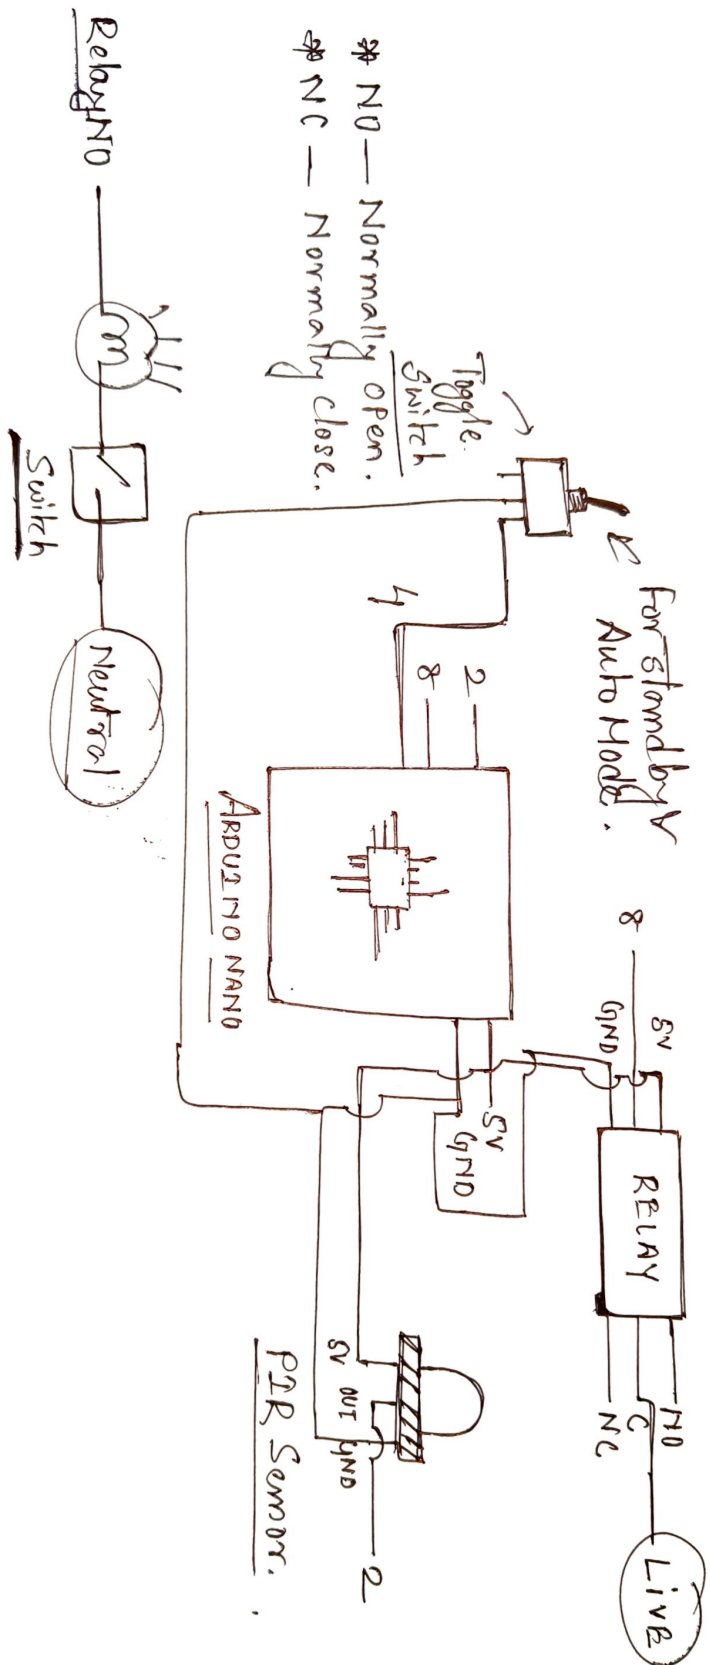 For standby &
Auto Mode.
Toggle
Switch
8
5V
GND
RELAY
NO
C
NC
Live
2
8
4
5V
GND
ARDUINO NANO
5V OUT GND
2
PIR Sensor.
* NO — Normally open.
* NC — Normally close.
Relay NO
Switch
Neutral